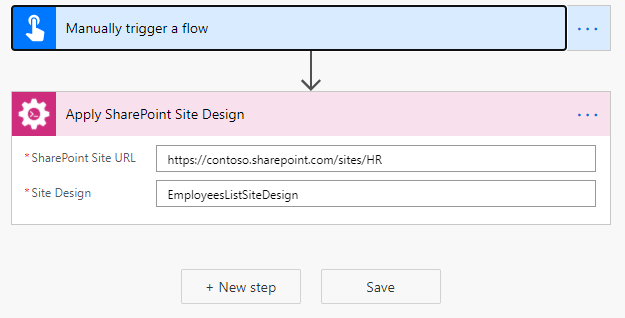 Manually trigger a flow
...
Apply SharePoint Site Design
...
*SharePoint Site URL
https://contoso.sharepoint.com/sites/HR
*Site Design
EmployeesListSiteDesign
+ New step
Save